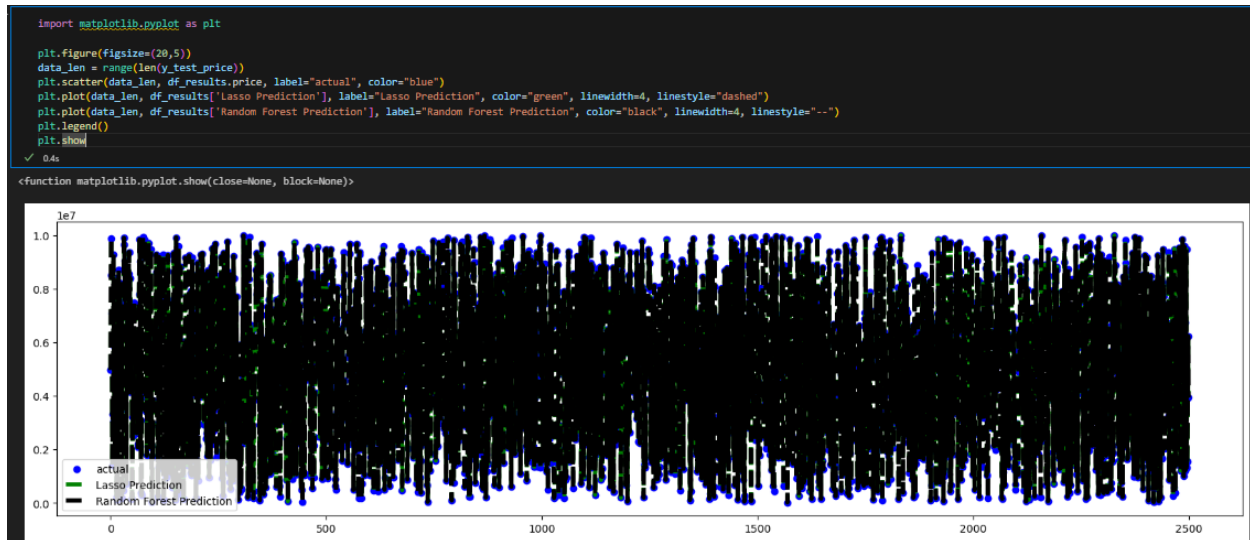 import matplotlib.pyplot as plt
plt.figure(figsize=(20,5))
data_len = range(len(y_test_price))
plt.scatter(data_len, df_results.price, label="actual", color="blue")
plt.plot(data_len, df_results['Lasso Prediction'], label="Lasso Prediction", color="green", linewidth=4, linestyle="dashed")
plt.plot(data_len, df_results['Random Forest Prediction'], label="Random Forest Prediction", color="black", linewidth=4, linestyle="--")
plt.legend()
plt.show
0.4s
<function matplotlib.pyplot.show(close=None, block=None)>
1e7
1.0
0.8
0.6
0.4
0.2
0.0
actual
Lasso Prediction
Random Forest Prediction
0 500 1000 1500 2000 2500